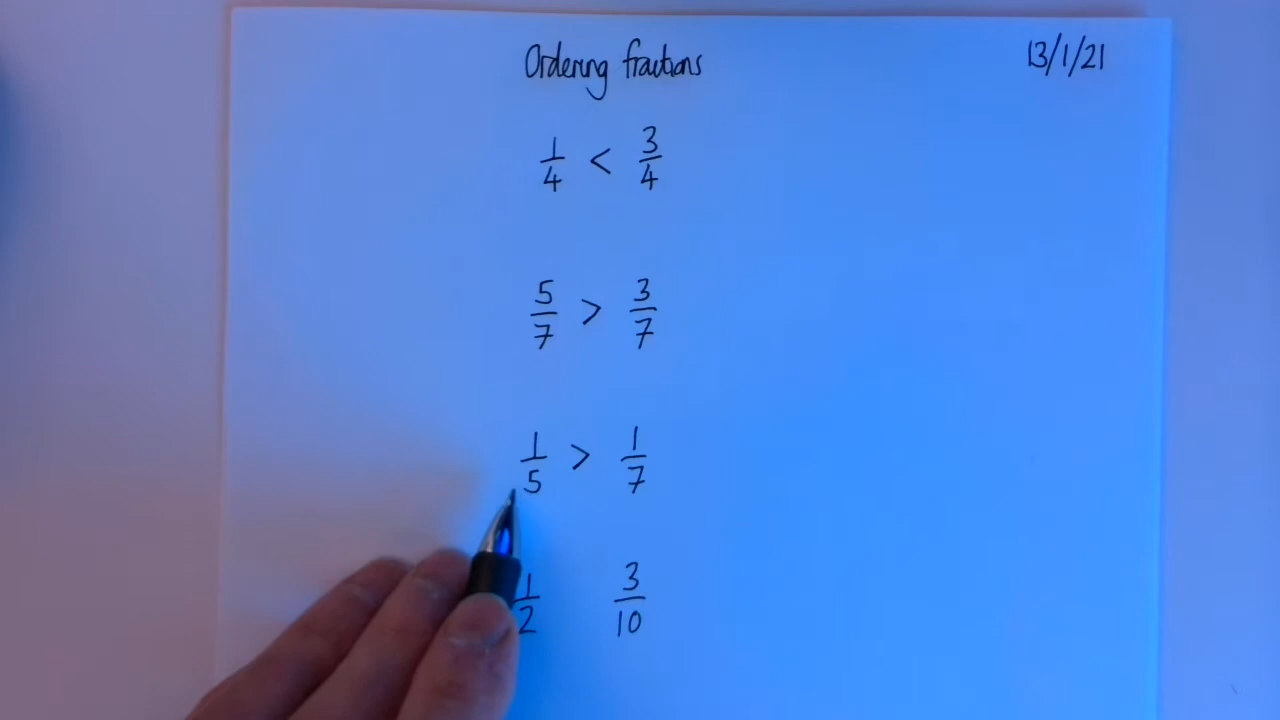 Ordering fractions 13/1/21
1/4 < 3/4
5/7 > 3/7
1/5 > 1/7
1/2 3/10